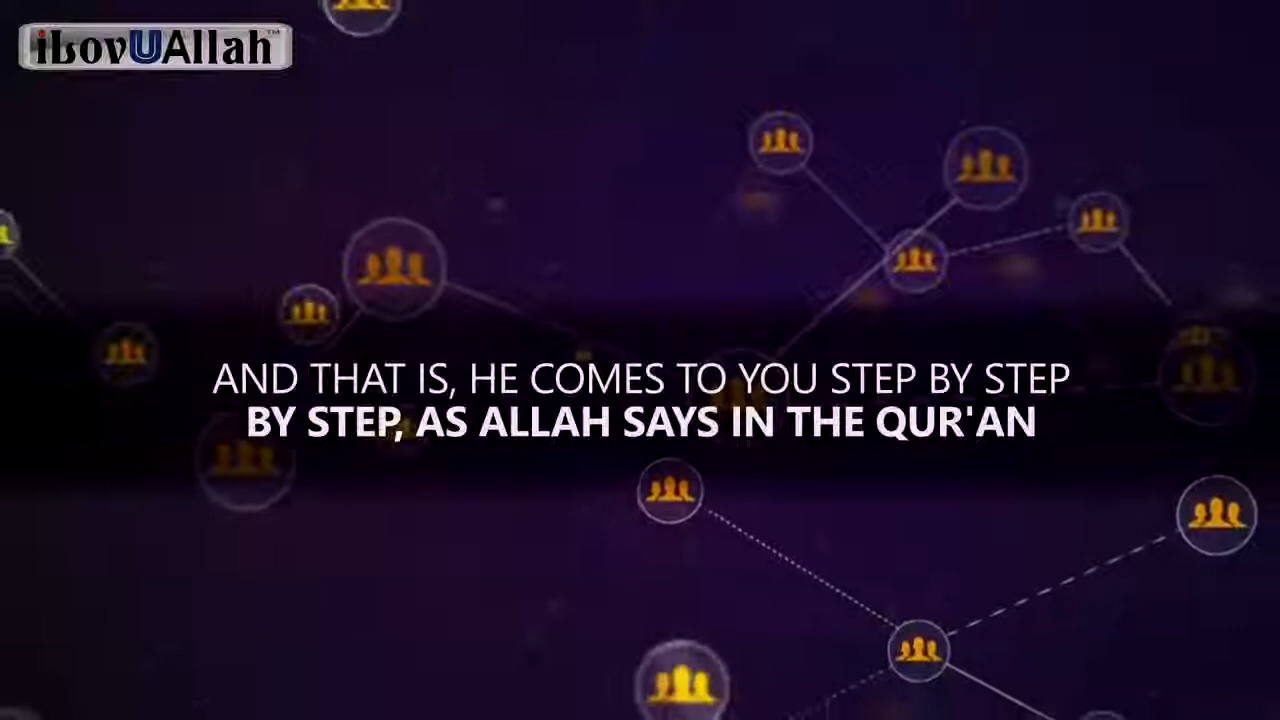 iLovUAllah™
AND THAT IS, HE COMES TO YOU STEP BY STEP
BY STEP, AS ALLAH SAYS IN THE QUR'AN